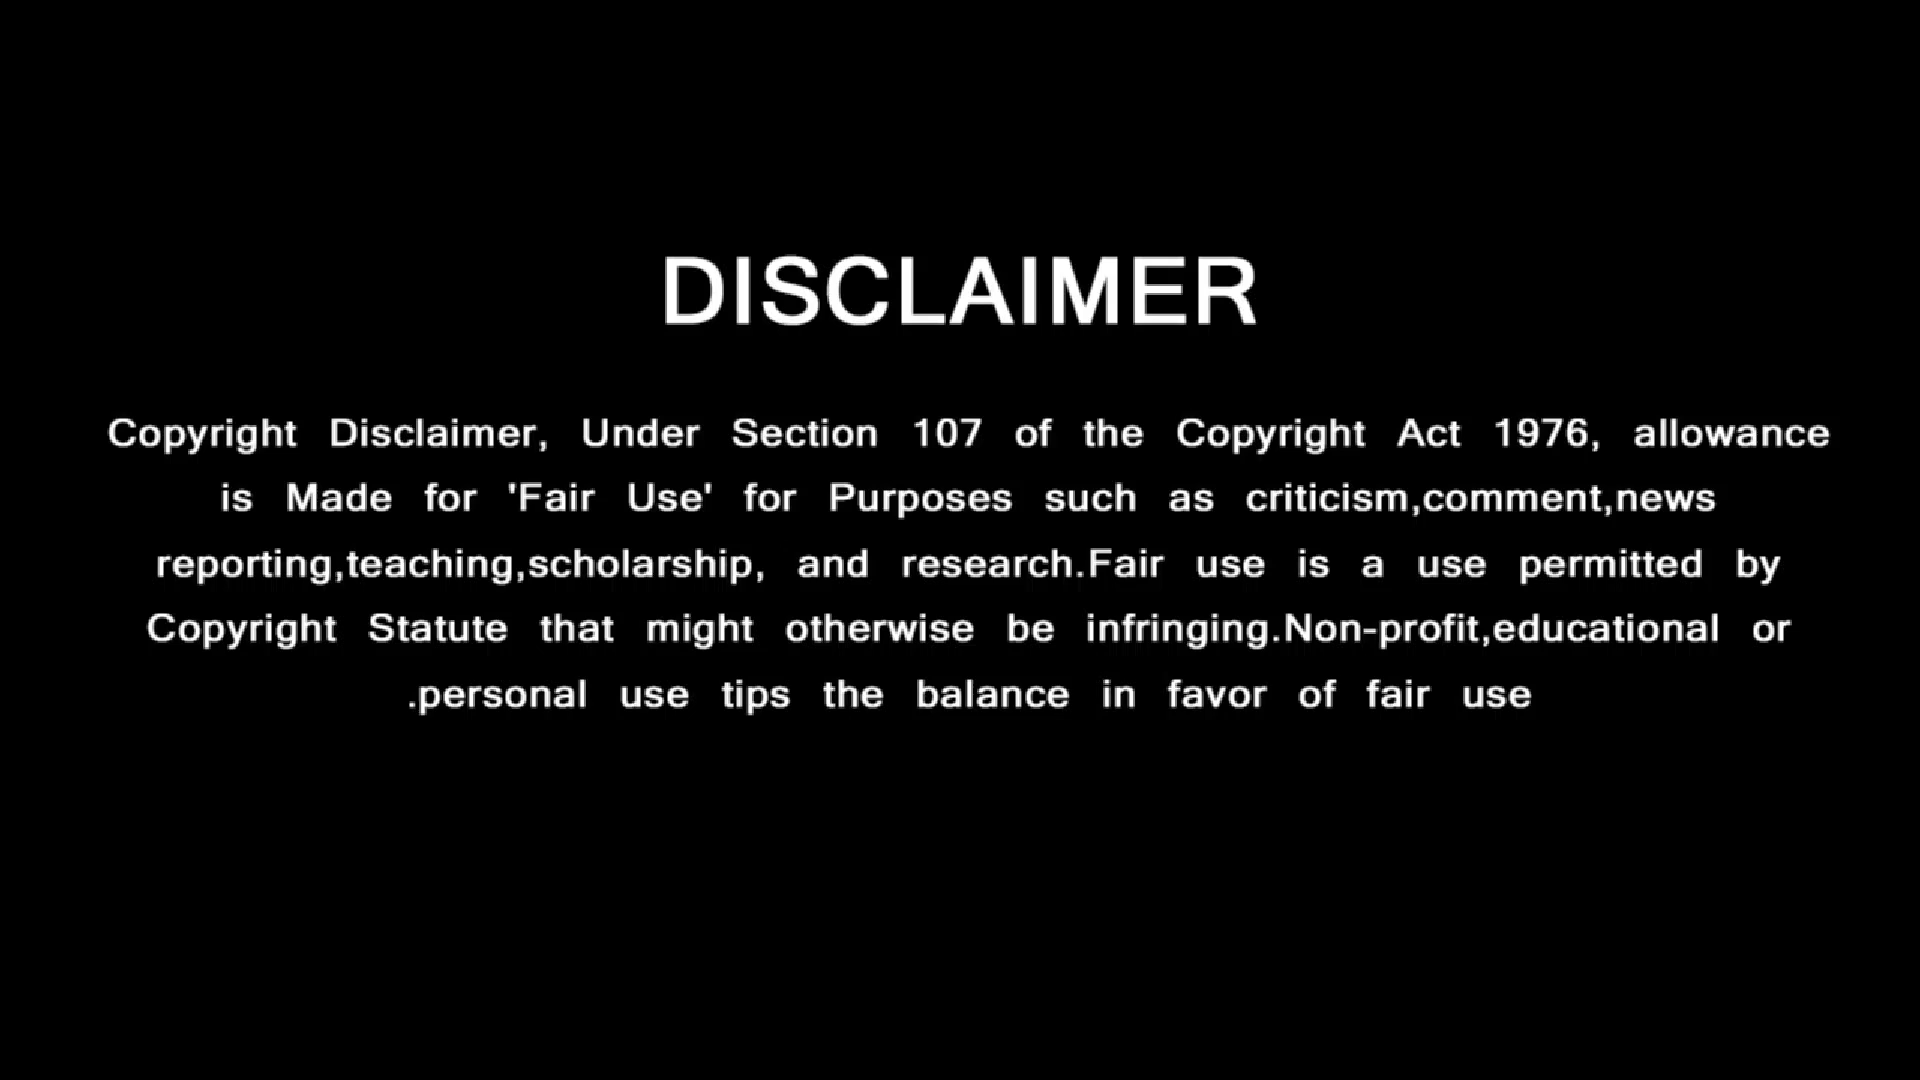 DISCLAIMER
Copyright Disclaimer, Under Section 107 of the Copyright Act 1976, allowance
is Made for 'Fair Use' for Purposes such as criticism,comment,news
reporting,teaching,scholarship, and research.Fair use is a use permitted by
Copyright Statute that might otherwise be infringing.Non-profit,educational or
.personal use tips the balance in favor of fair use